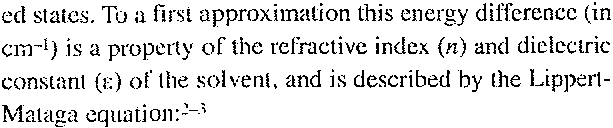 ed states. To a first approximation this energy difference (in
cm⁻¹) is a property of the refractive index (n) and dielectric
constant (ε) of the solvent, and is described by the Lippert-
Mataga equation:²⁻³